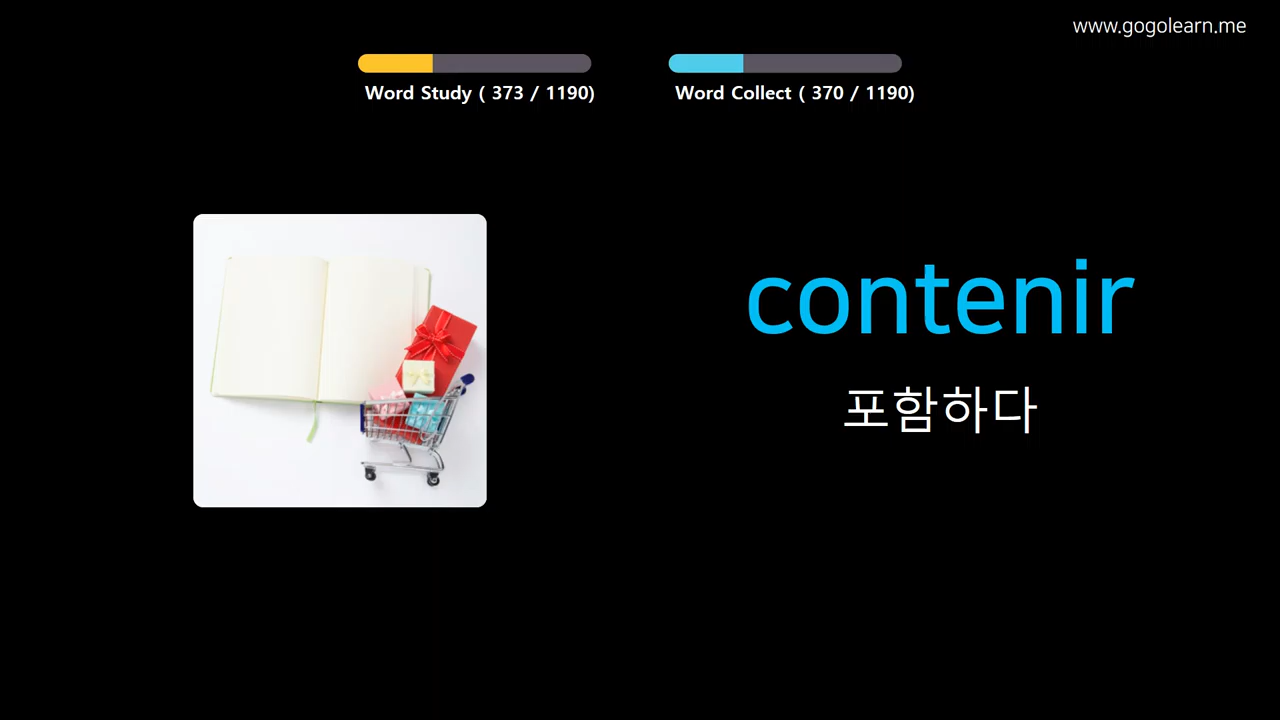 www.gogolearn.me
Word Study ( 373 / 1190)
Word Collect ( 370 / 1190)
contenir
포함하다